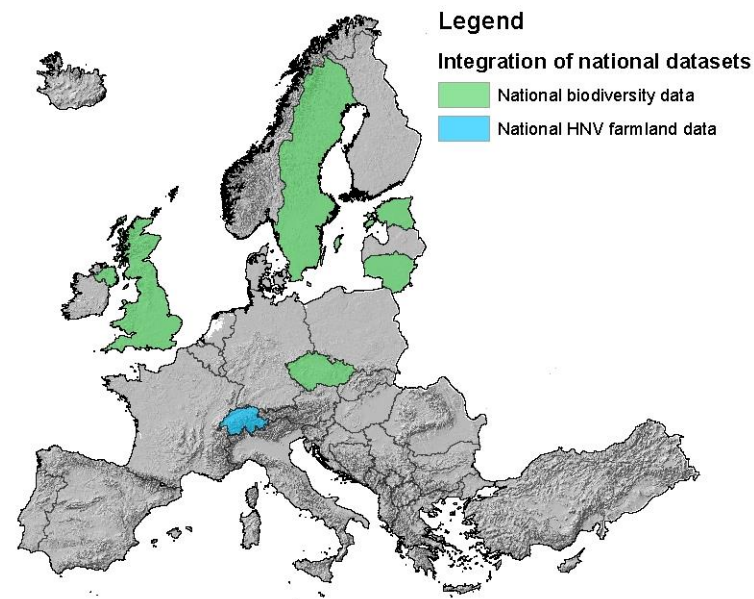 Legend
Integration of national datasets
National biodiversity data
National HNV farmland data